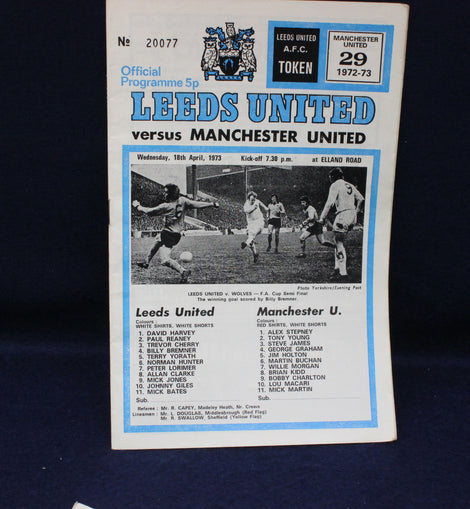 No 20077
LEEDS UNITED
A.F.C.
TOKEN
MANCHESTER
UNITED
29
1972-73
Official
Programme 5p
LEEDS UNITED
versus MANCHESTER UNITED
Wednesday, 18th April, 1973 Kick-off 7.30 p.m. at ELLAND ROAD
Photo Yorkshire/Evening Post
LEEDS UNITED v. WOLVES — F.A. Cup Semi Final
The winning goal scored by Billy Bremner.
Leeds United
Colours :
WHITE SHIRTS, WHITE SHORTS
1 DAVID HARVEY
2 PAUL REANEY
3 TREVOR CHERRY
4 BILLY BREMNER
5 TERRY YORATH
6 NORMAN HUNTER
7 PETER LORIMER
8 ALLAN CLARKE
9 MICK JONES
10 JOHNNY GILES
11 MICK BATES
Sub.
Manchester U.
Colours :
RED SHIRTS, WHITE SHORTS
1 ALEX STEPNEY
2 TONY YOUNG
3 STEVE JAMES
4 GEORGE GRAHAM
5 JIM HOLTON
6 MARTIN BUCHAN
7 WILLIE MORGAN
8 BRIAN KIDD
9 BOBBY CHARLTON
10 LOU MACARI
11 MICK MARTIN
Sub.
Referee : Mr. R. CAPEY, Madeley Heath, Nr. Crewe
Linesmen : Mr. L. DOUGLAS, Middlesbrough (Red Flag)
Mr. R. SWALLOW, Sheffield (Yellow Flag)